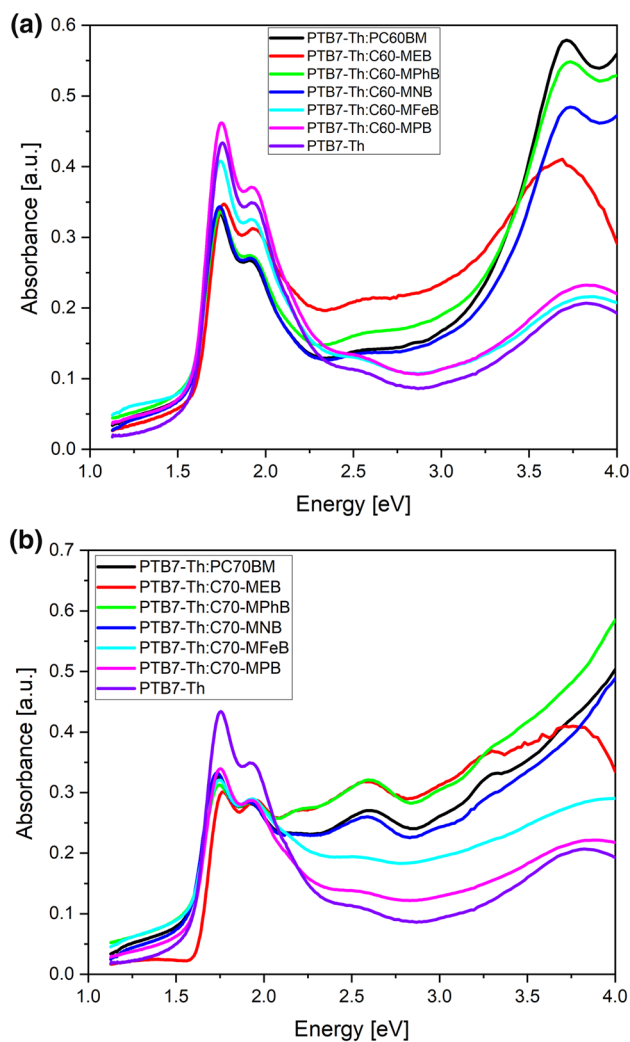 (a)
0.6
0.5
0.4
0.3
0.2
0.1
0.0
Absorbance [a.u.]
PTB7-Th:PC60BM
PTB7-Th:C60-MEB
PTB7-Th:C60-MPhB
PTB7-Th:C60-MNB
PTB7-Th:C60-MFeB
PTB7-Th:C60-MPB
PTB7-Th
1.0 1.5 2.0 2.5 3.0 3.5 4.0
Energy [eV]
(b)
0.7
0.6
0.5
0.4
0.3
0.2
0.1
0.0
Absorbance [a.u.]
PTB7-Th:PC70BM
PTB7-Th:C70-MEB
PTB7-Th:C70-MPhB
PTB7-Th:C70-MNB
PTB7-Th:C70-MFeB
PTB7-Th:C70-MPB
PTB7-Th
1.0 1.5 2.0 2.5 3.0 3.5 4.0
Energy [eV]